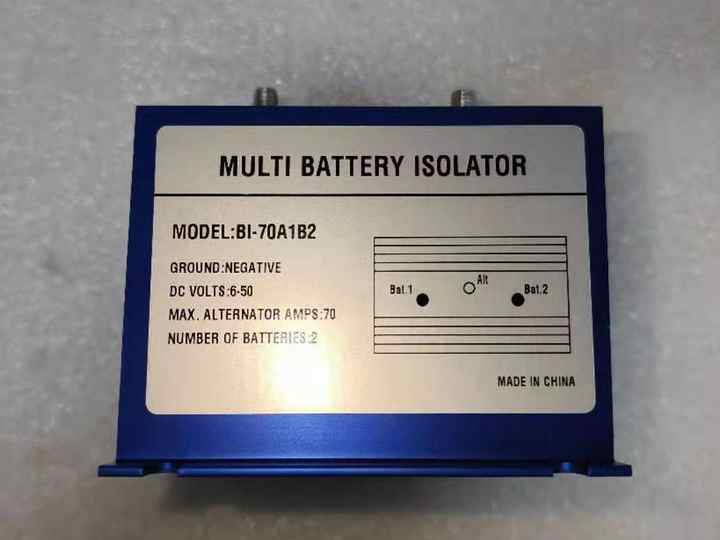 MULTI BATTERY ISOLATOR
MODEL:BI-70A1B2
GROUND:NEGATIVE
DC VOLTS:6-50
MAX. ALTERNATOR AMPS:70
NUMBER OF BATTERIES:2
Bat.1
Alt
Bat.2
MADE IN CHINA